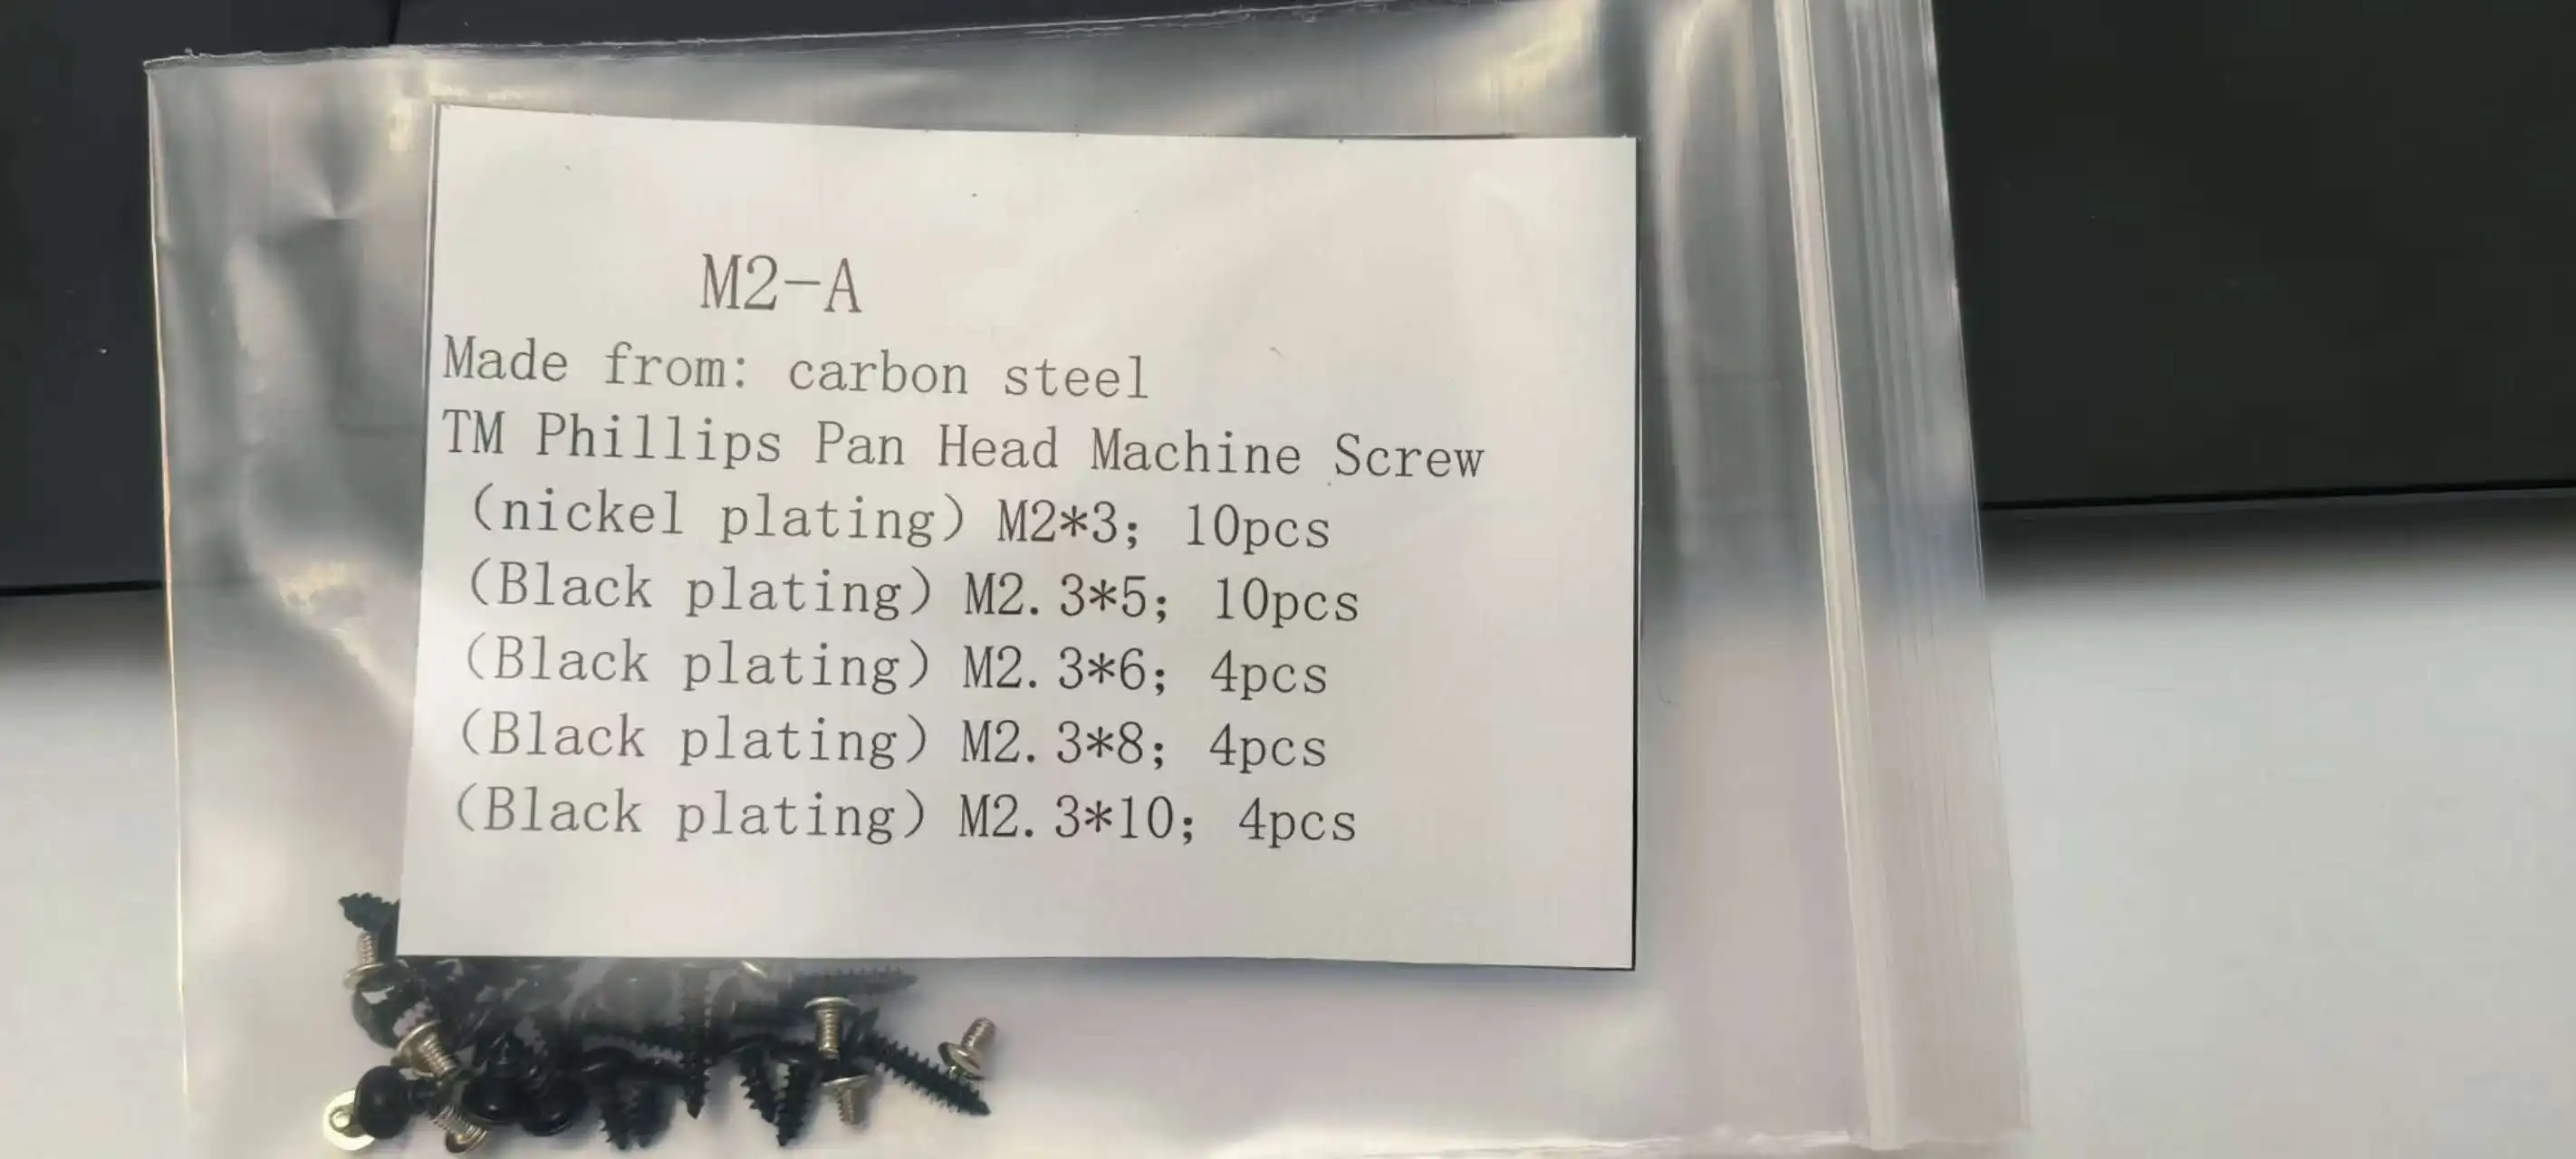 M2-A
Made from: carbon steel
TM Phillips Pan Head Machine Screw
(nickel plating) M2*3; 10pcs
(Black plating) M2.3*5; 10pcs
(Black plating) M2.3*6; 4pcs
(Black plating) M2.3*8; 4pcs
(Black plating) M2.3*10; 4pcs